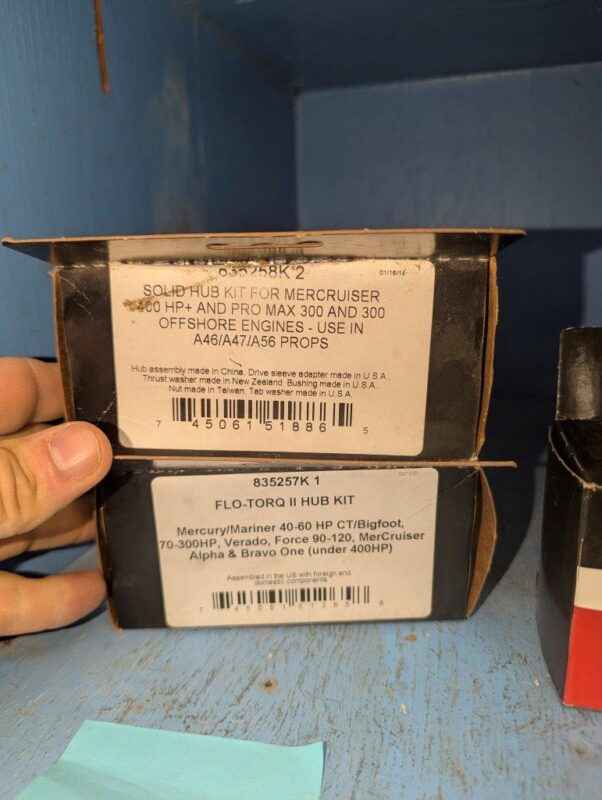 835258K 2
01/16/14
SOLID HUB KIT FOR MERCRUISER
400 HP+ AND PRO MAX 300 AND 300
OFFSHORE ENGINES - USE IN
A46/A47/A56 PROPS
Hub assembly made in China, Drive sleeve adapter made in U.S.A.
Thrust washer made in New Zealand, Bushing made in U.S.A.
Nut made in Taiwan, Tab washer made in U.S.A.
7 45061 51886 5
835257K 1
FLO-TORQ II HUB KIT
Mercury/Mariner 40-60 HP CT/Bigfoot,
70-300HP, Verado, Force 90-120, MerCruiser
Alpha & Bravo One (under 400HP)
Assembled in the US with foreign and
domestic components